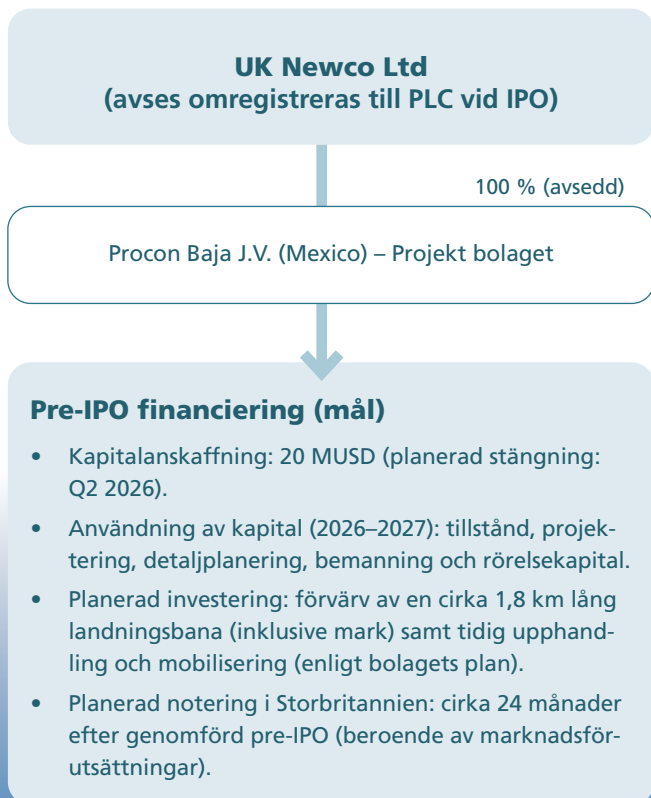 UK Newco Ltd
(avses omregistreras till PLC vid IPO)
100 % (avsedd)
Procon Baja J.V. (Mexico) – Projekt bolaget
Pre-IPO financiering (mål)
• Kapitalanskaffning: 20 MUSD (planerad stängning:
Q2 2026).
• Användning av kapital (2026–2027): tillstånd, projek-
tering, detaljplanering, bemanning och rörelsekapital.
• Planerad investering: förvärv av en cirka 1,8 km lång
landningsbana (inklusive mark) samt tidig upphand-
ling och mobilisering (enligt bolagets plan).
• Planerad notering i Storbritannien: cirka 24 månader
efter genomförd pre-IPO (beroende av marknadsför-
utsättningar).